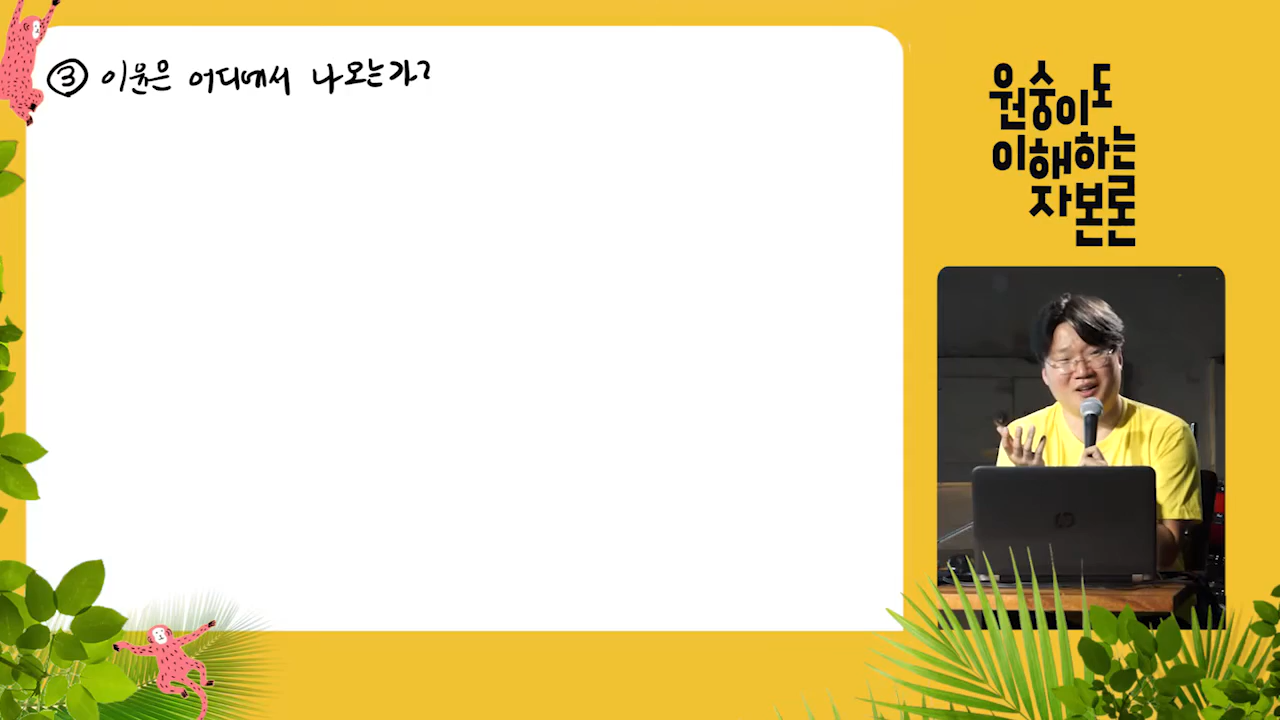 ③ 이윤은 어디에서 나오는가?
원숭이도
이해하는
자본론
hp